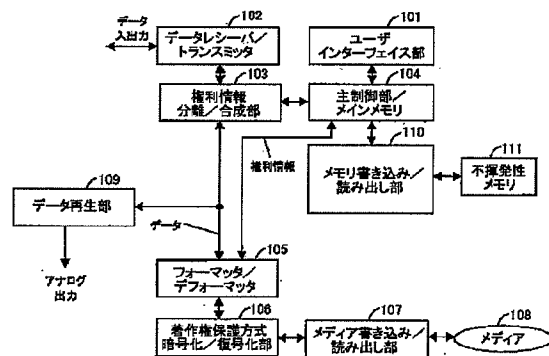 データ
入出力
102
データレシーバ/
トランスミッタ
101
ユーザ
インターフェイス部
103
権利情報
分離/合成部
104
主制御部/
メインメモリ
110
メモリ書き込み/
読み出し部
111
不揮発性
メモリ
権利情報
109
データ再生部
データ
アナログ
出力
105
フォーマッタ/
デフォーマッタ
106
著作権保護方式
暗号化/復号化部
107
メディア書き込み/
読み出し部
108
メディア